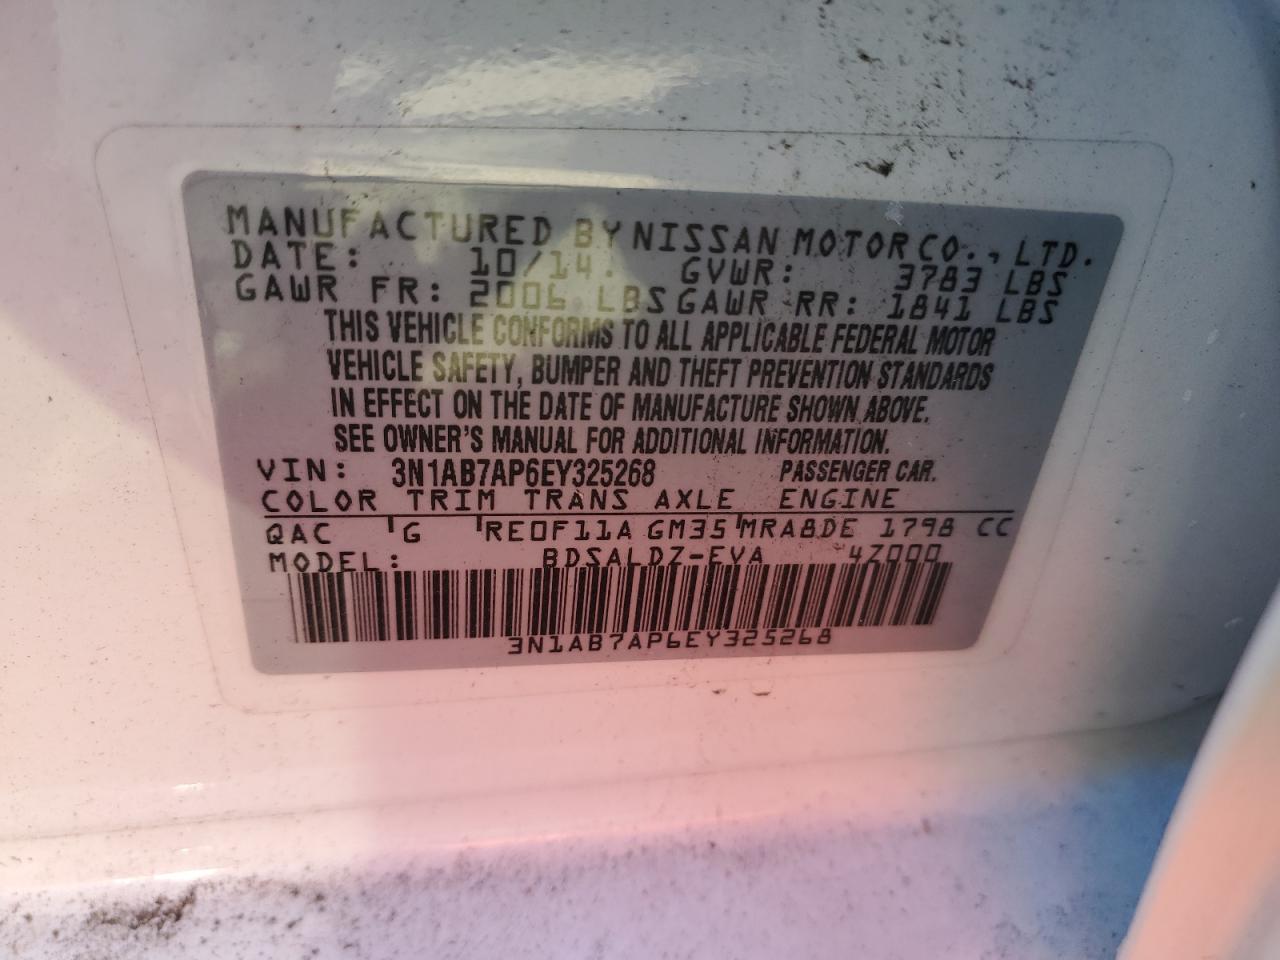 MANUFACTURED BY NISSAN MOTOR CO., LTD.
DATE: 10/14. GVWR: 3783 LBS
GAWR FR: 2006 LBS GAWR RR: 1841 LBS
THIS VEHICLE CONFORMS TO ALL APPLICABLE FEDERAL MOTOR
VEHICLE SAFETY, BUMPER AND THEFT PREVENTION STANDARDS
IN EFFECT ON THE DATE OF MANUFACTURE SHOWN ABOVE.
SEE OWNER'S MANUAL FOR ADDITIONAL INFORMATION.
VIN: 3N1AB7AP6EY325268 PASSENGER CAR.
COLOR TRIM TRANS AXLE ENGINE
QAC G RE0F11A GM35 MRA8DE 1798 CC
MODEL: BDSALDZ-EVA 4Z000
3N1AB7AP6EY325268